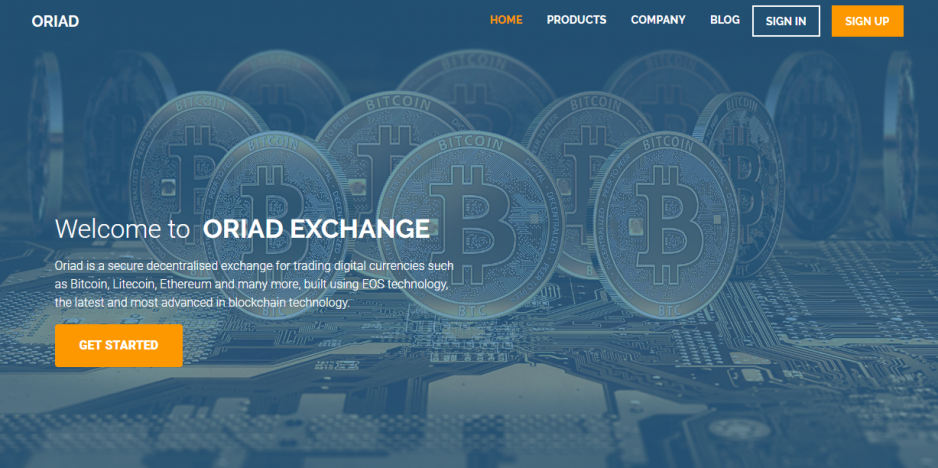 ORIAD
HOME PRODUCTS COMPANY BLOG SIGN IN SIGN UP
BITCOIN BITCOIN BITCOIN BITCOIN
BITCOIN BITCOIN BITCOIN
Welcome to ORIAD EXCHANGE
Oriad is a secure decentralised exchange for trading digital currencies such
as Bitcoin, Litecoin, Ethereum and many more, built using EOS technology,
the latest and most advanced in blockchain technology.
BTC BTC BTC
GET STARTED